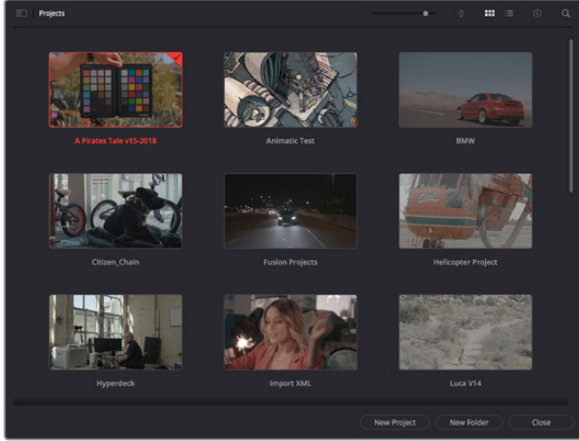 Projects
A Pirates Tale v15-2018
Animatic Test
BMW
Citizen_Chain
Fusion Projects
Helicopter Project
Hyperdeck
Import XML
Luca V14
New Project
New Folder
Close